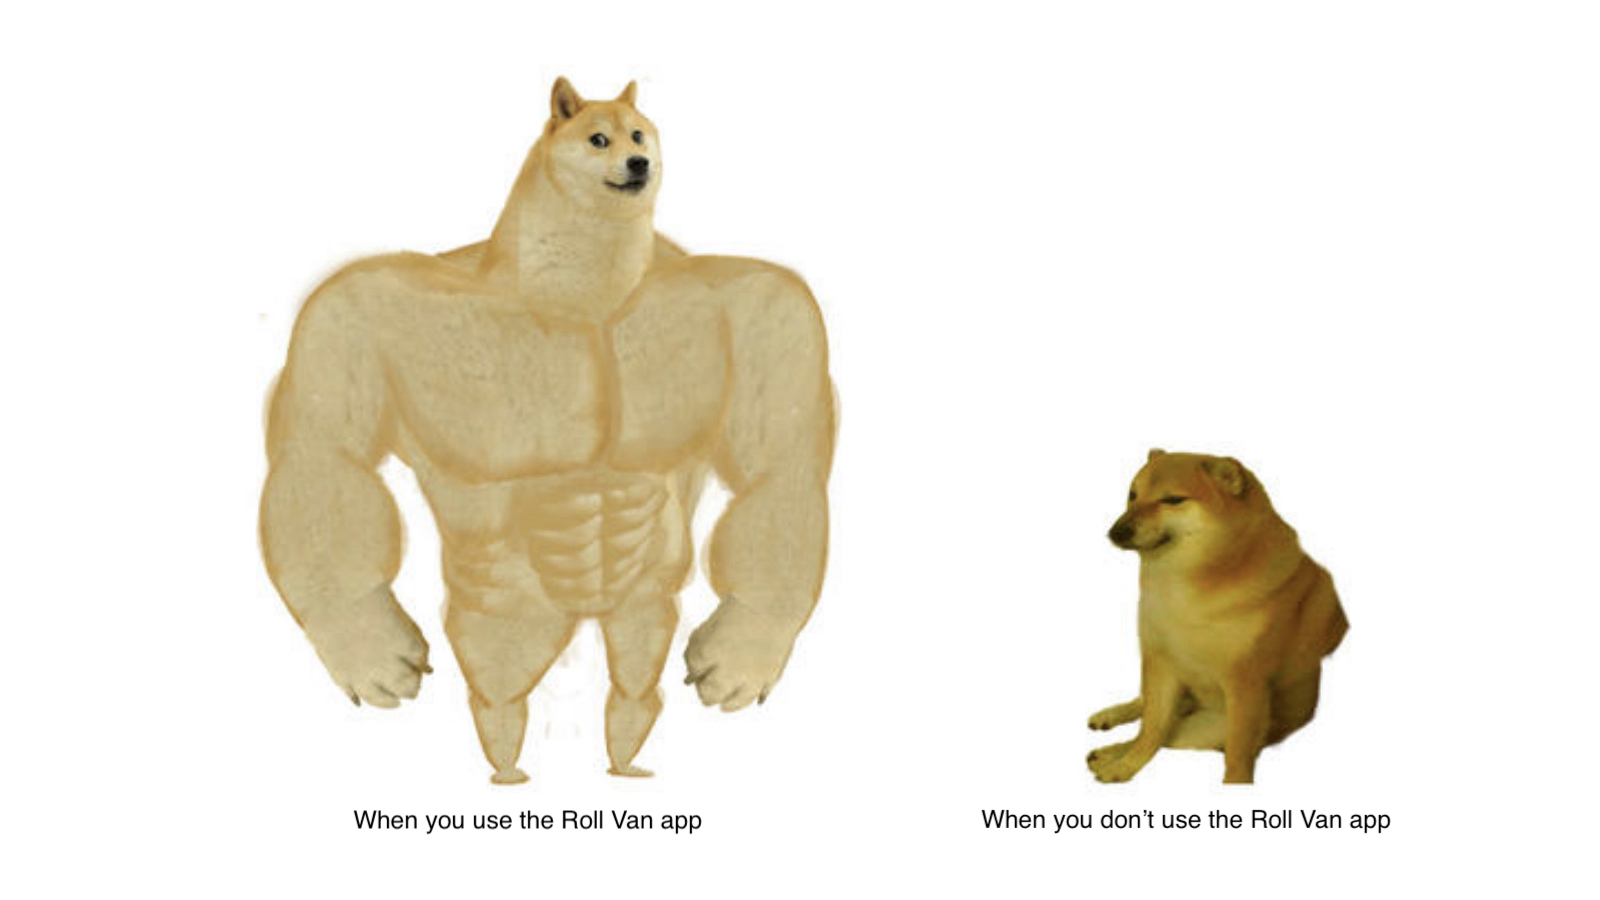 When you use the Roll Van app
When you don’t use the Roll Van app